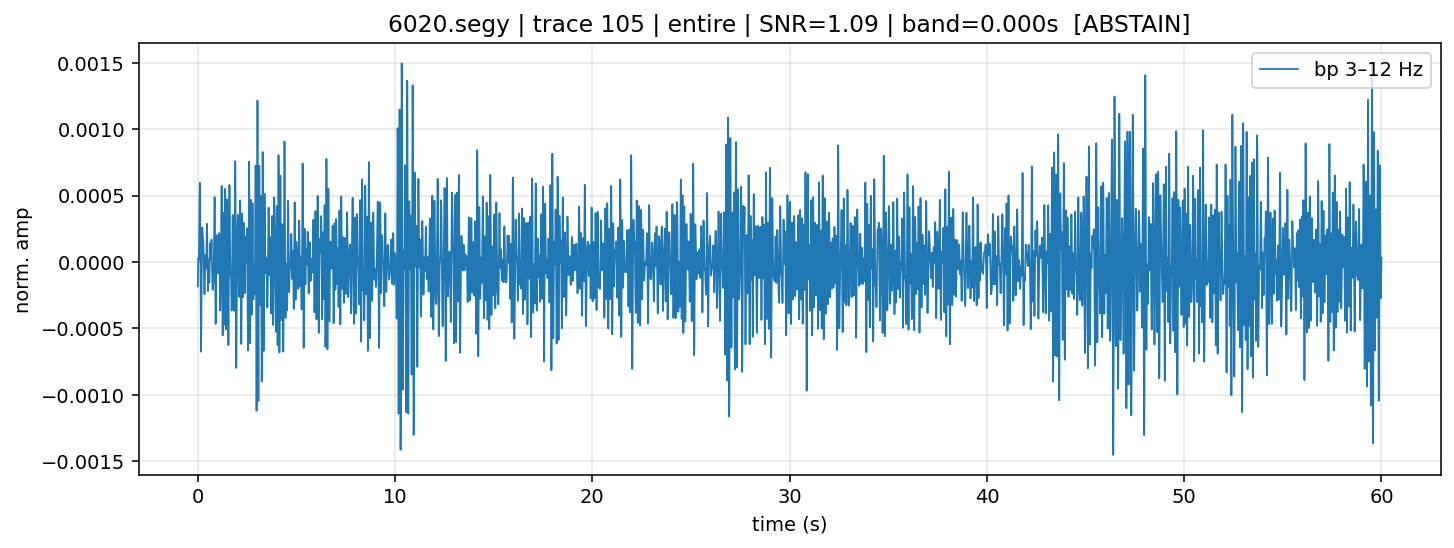 6020.segy | trace 105 | entire | SNR=1.09 | band=0.000s [ABSTAIN]
bp 3–12 Hz
norm. amp
0.0015
0.0010
0.0005
0.0000
−0.0005
−0.0010
−0.0015
0 10 20 30 40 50 60
time (s)